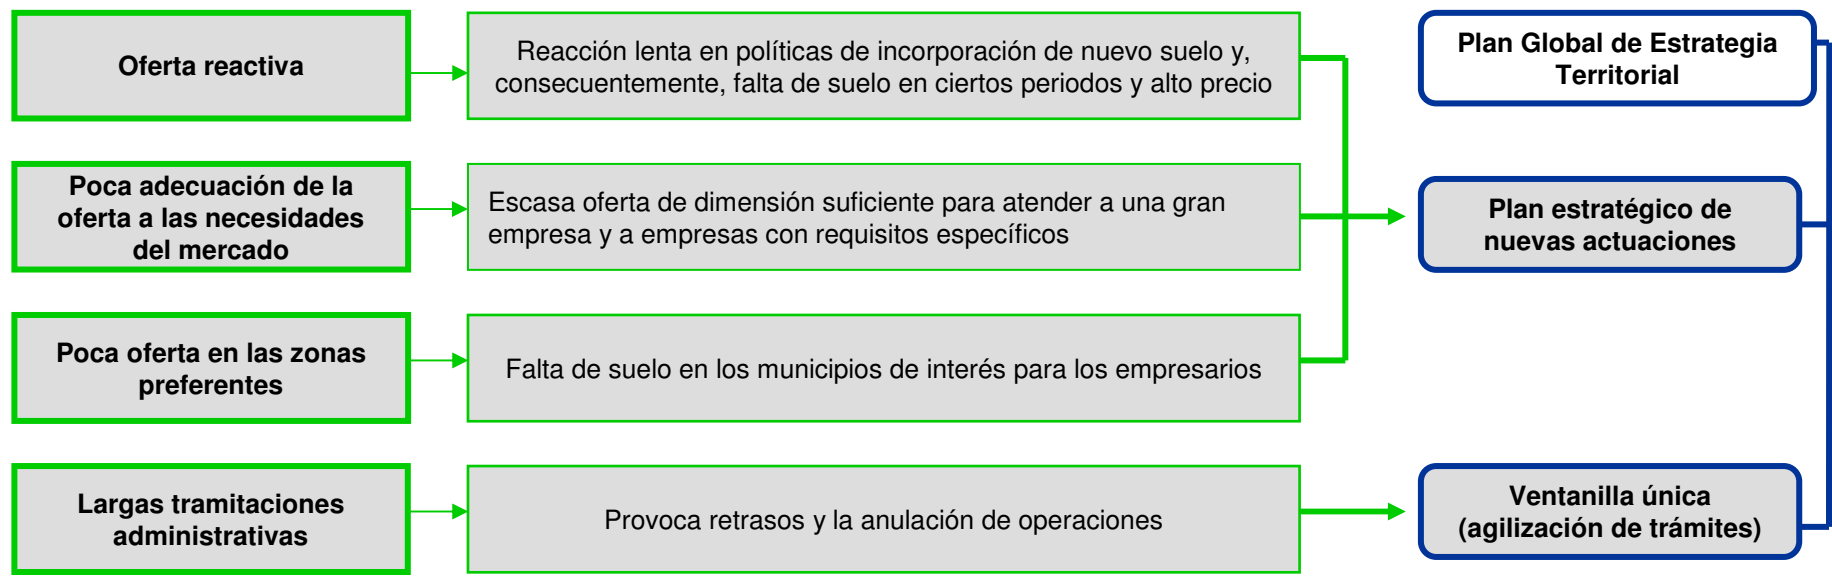 Oferta reactiva
Reacción lenta en políticas de incorporación de nuevo suelo y,
consecuentemente, falta de suelo en ciertos periodos y alto precio
Plan Global de Estrategia
Territorial
Poca adecuación de la
oferta a las necesidades
del mercado
Escasa oferta de dimensión suficiente para atender a una gran
empresa y a empresas con requisitos específicos
Plan estratégico de
nuevas actuaciones
Poca oferta en las zonas
preferentes
Falta de suelo en los municipios de interés para los empresarios
Largas tramitaciones
administrativas
Provoca retrasos y la anulación de operaciones
Ventanilla única
(agilización de trámites)